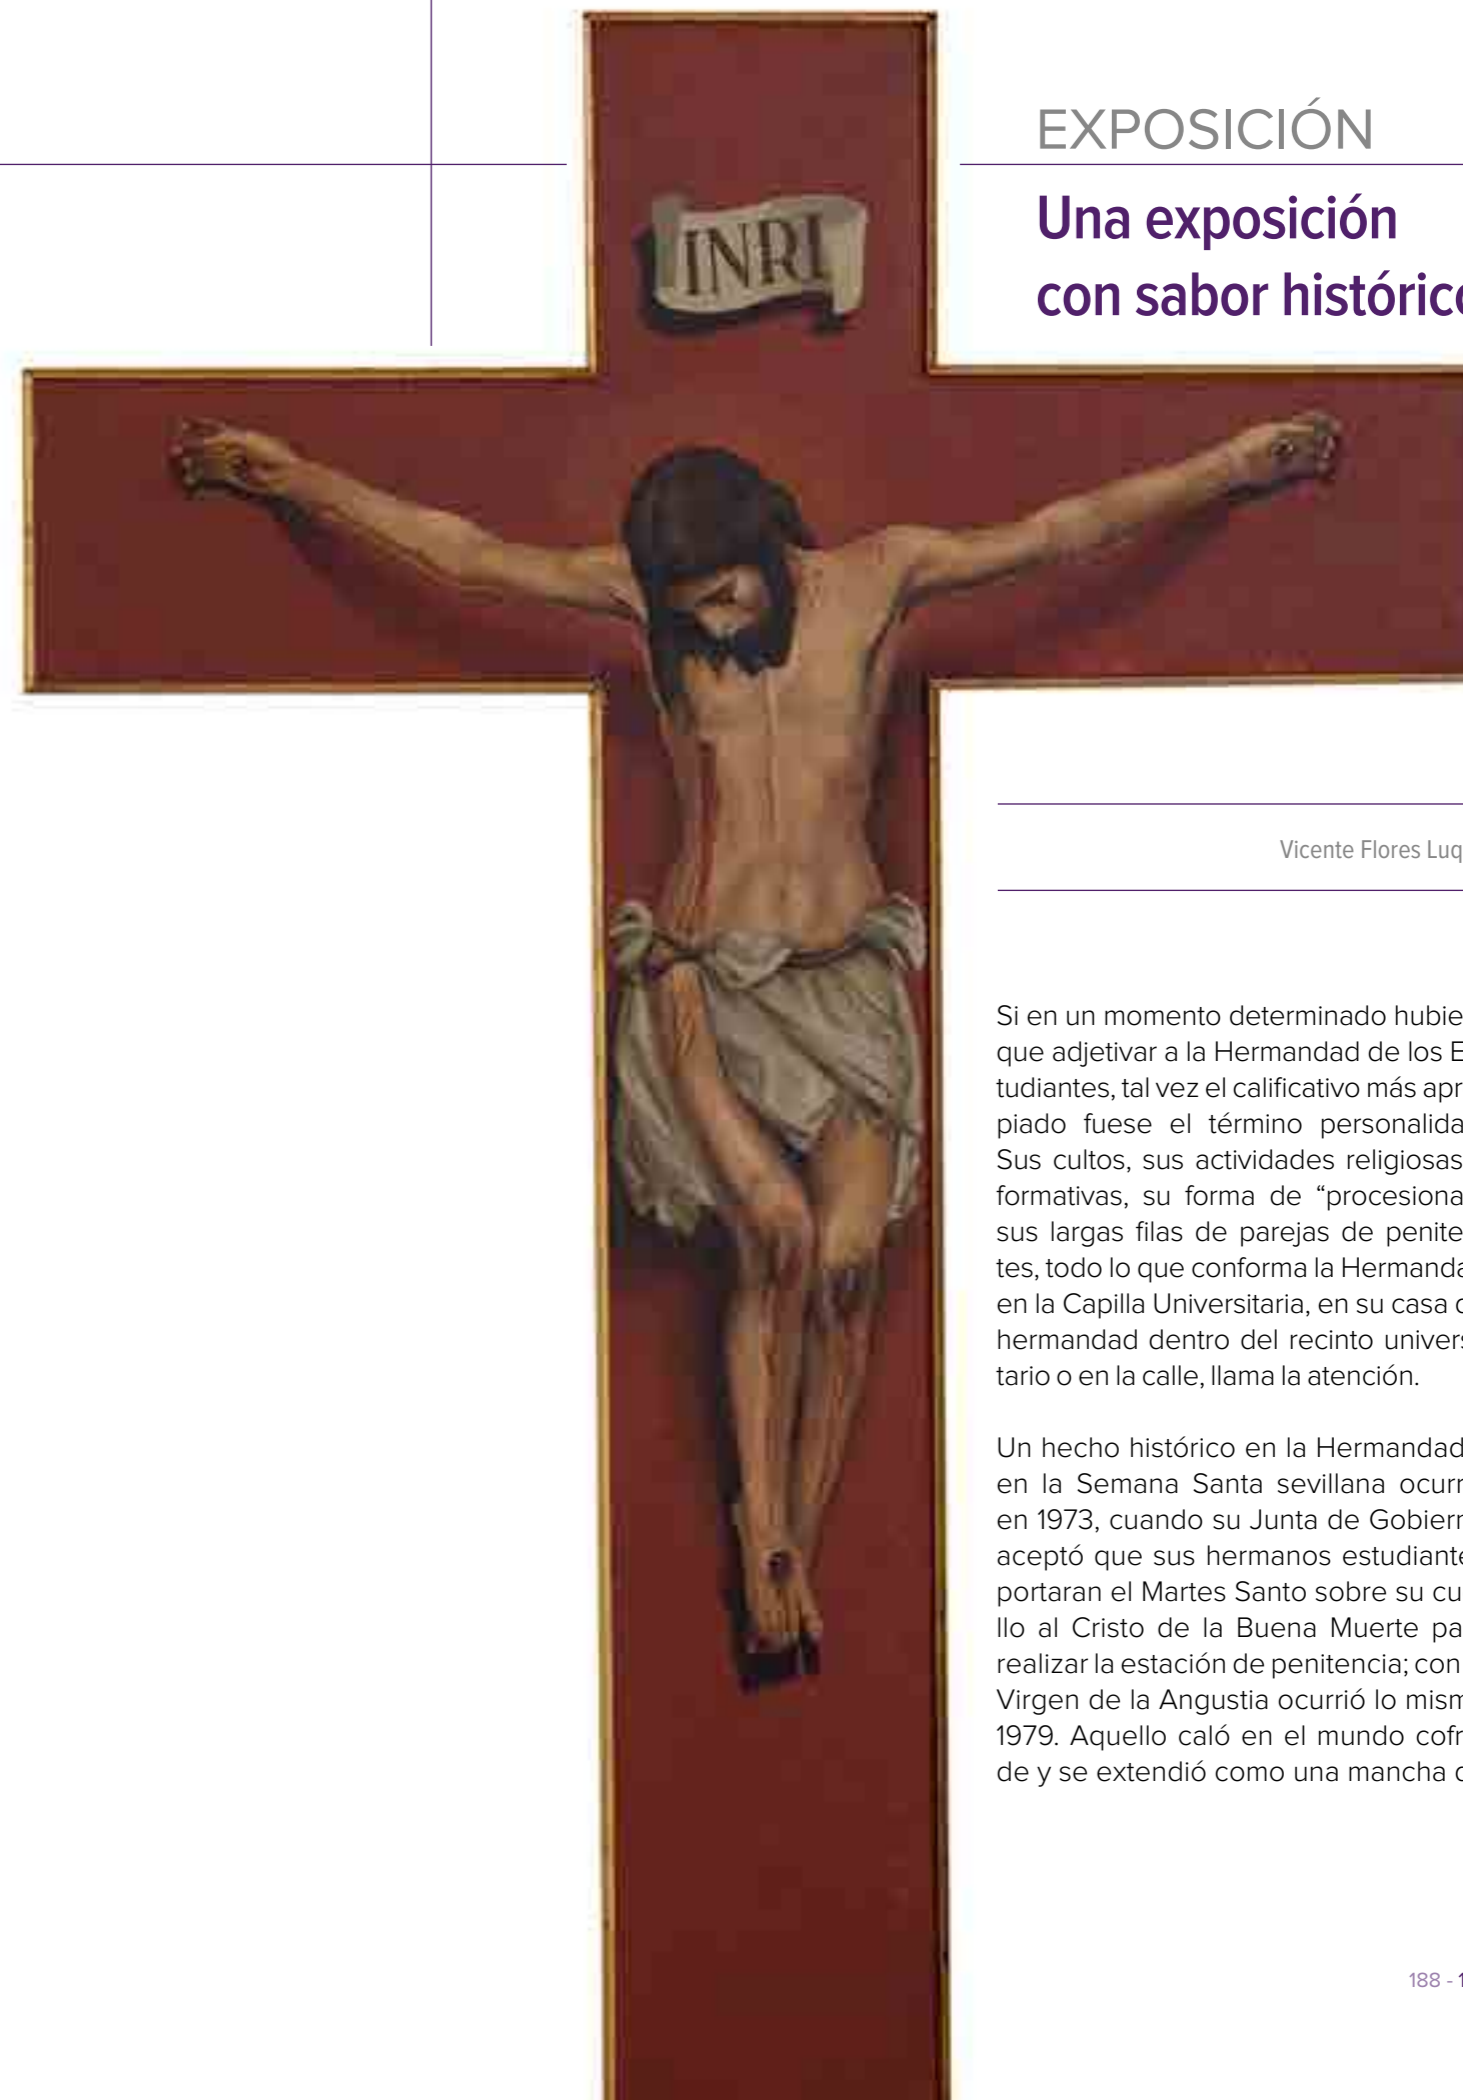 EXPOSICIÓN
Una exposición
con sabor histórico
INRI
Vicente Flores Luq
Si en un momento determinado hubie
que adjetivar a la Hermandad de los E
tudiantes, tal vez el calificativo más apr
piado fuese el término personalida
Sus cultos, sus actividades religiosas
formativas, su forma de “procesiona
sus largas filas de parejas de penite
tes, todo lo que conforma la Hermanda
en la Capilla Universitaria, en su casa d
hermandad dentro del recinto univers
tario o en la calle, llama la atención.
Un hecho histórico en la Hermandad
en la Semana Santa sevillana ocurr
en 1973, cuando su Junta de Gobiern
aceptó que sus hermanos estudiante
portaran el Martes Santo sobre su cu
llo al Cristo de la Buena Muerte pa
realizar la estación de penitencia; con
Virgen de la Angustia ocurrió lo mism
1979. Aquello caló en el mundo cofr
de y se extendió como una mancha d
188 - 1